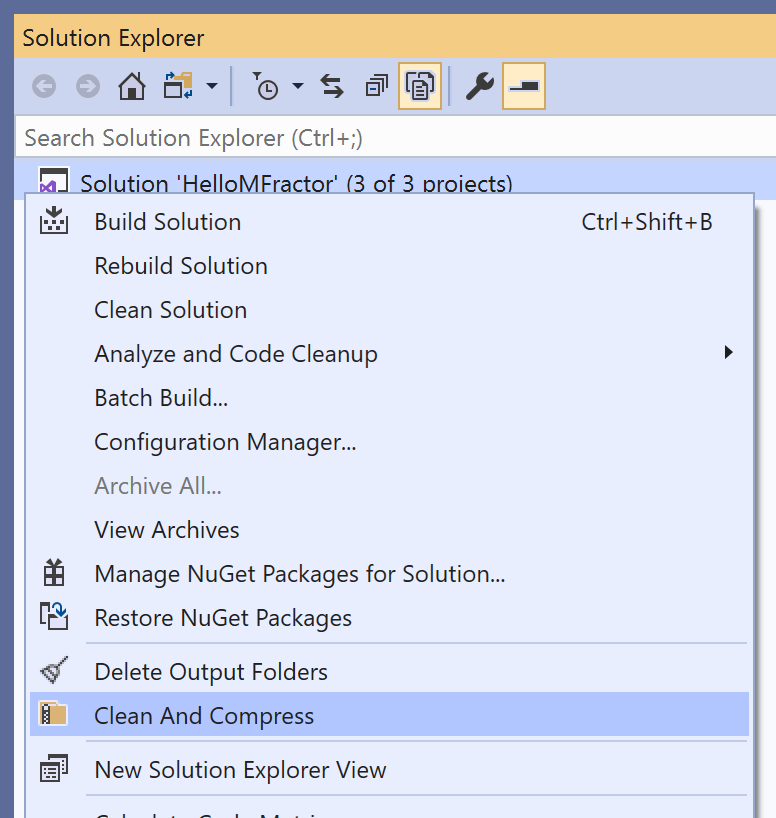 Solution Explorer
Search Solution Explorer (Ctrl+;)
Solution 'HelloMFractor' (3 of 3 projects)
Build Solution Ctrl+Shift+B
Rebuild Solution
Clean Solution
Analyze and Code Cleanup
Batch Build...
Configuration Manager...
Archive All...
View Archives
Manage NuGet Packages for Solution...
Restore NuGet Packages
Delete Output Folders
Clean And Compress
New Solution Explorer View